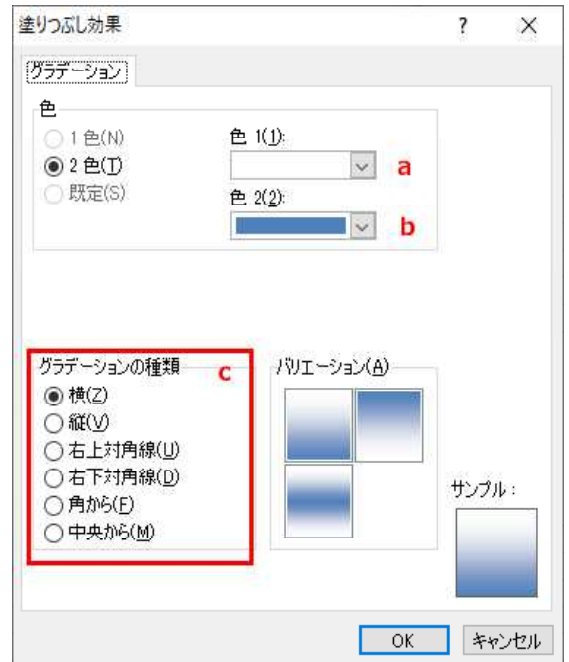 塗りつぶし効果 ? ×
グラデーション
色
1 色(N)
2 色(T)
既定(S)
色 1(1):
a
色 2(2):
b
グラデーションの種類 c
横(Z)
縦(V)
右上対角線(U)
右下対角線(D)
角から(F)
中央から(M)
バリエーション(A)
サンプル :
OK キャンセル